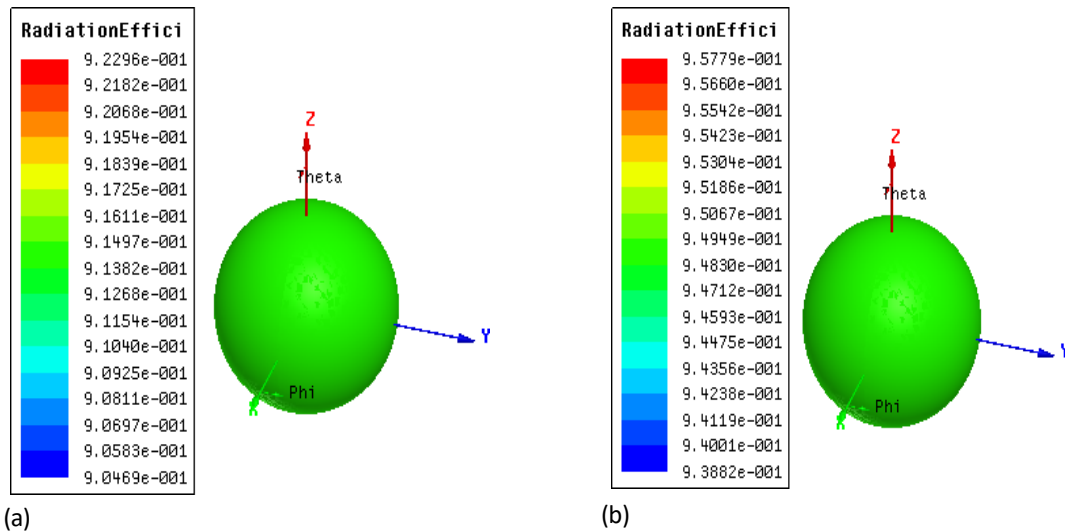 RadiationEffici
9.2296e-001
9.2182e-001
9.2068e-001
9.1954e-001
9.1839e-001
9.1725e-001
9.1611e-001
9.1497e-001
9.1382e-001
9.1268e-001
9.1154e-001
9.1040e-001
9.0925e-001
9.0811e-001
9.0697e-001
9.0583e-001
9.0469e-001
Z
Theta
Y
Phi
X
(a)
RadiationEffici
9.5779e-001
9.5660e-001
9.5542e-001
9.5423e-001
9.5304e-001
9.5186e-001
9.5067e-001
9.4949e-001
9.4830e-001
9.4712e-001
9.4593e-001
9.4475e-001
9.4356e-001
9.4238e-001
9.4119e-001
9.4001e-001
9.3882e-001
Z
Theta
Y
Phi
X
(b)